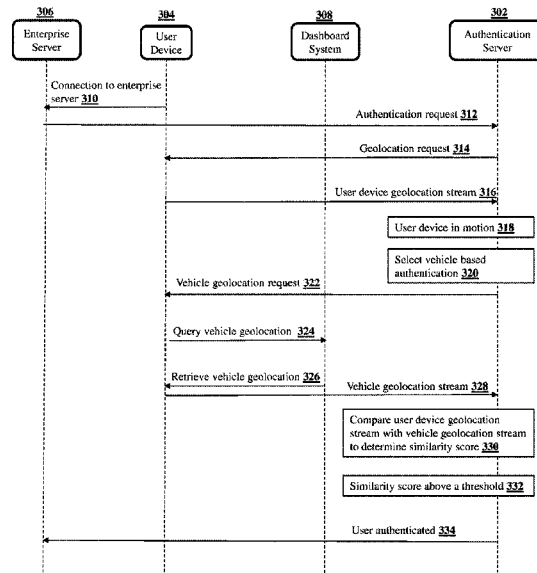 306
304
308
302
Enterprise
Server
User
Device
Dashboard
System
Authentication
Server
Connection to enterprise
server 310
Authentication request 312
Geolocation request 314
User device geolocation stream 316
User device in motion 318
Select vehicle based
authentication 320
Vehicle geolocation request 322
Query vehicle geolocation 324
Retrieve vehicle geolocation 326
Vehicle geolocation stream 328
Compare user device geolocation
stream with vehicle geolocation stream
to determine similarity score 330
Similarity score above a threshold 332
User authenticated 334